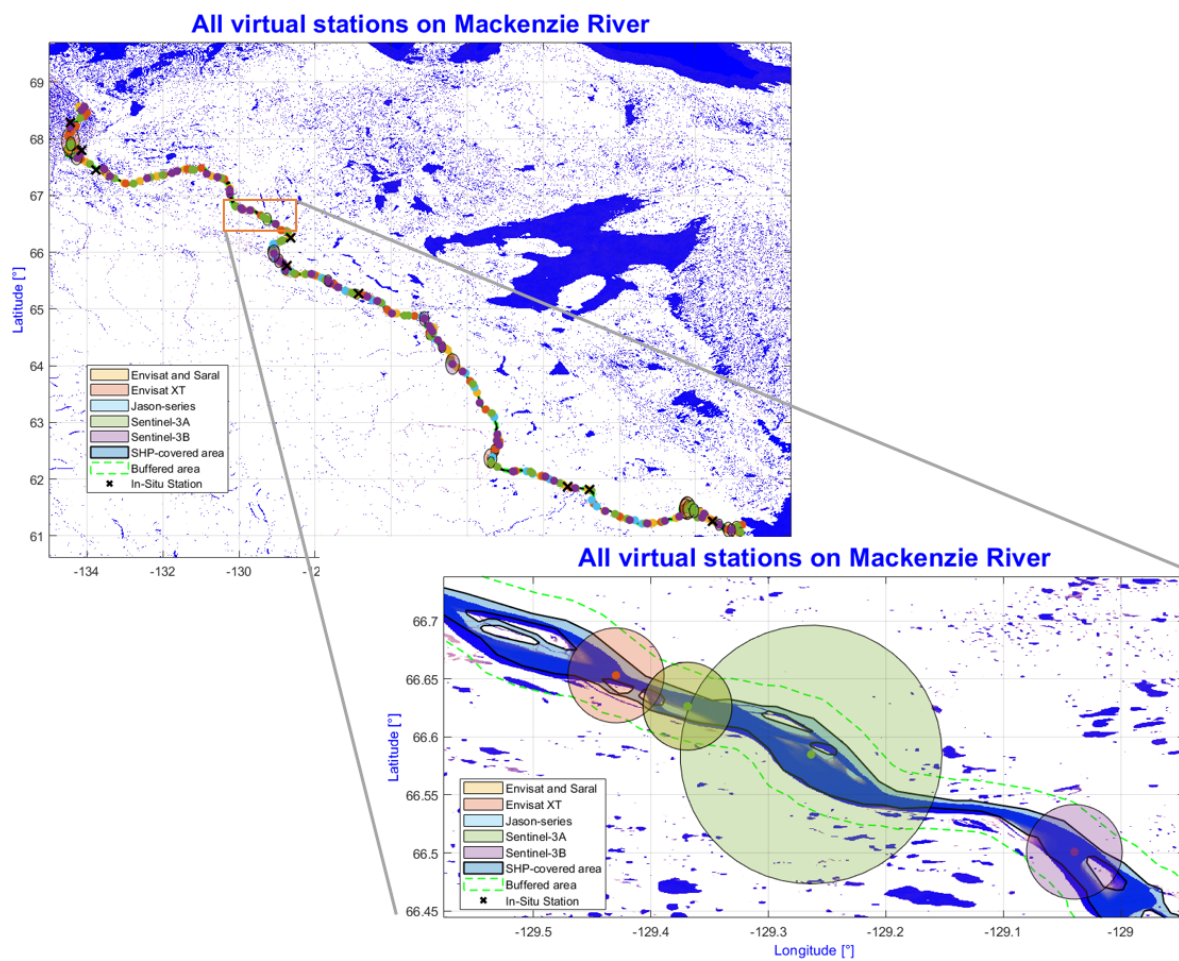 All virtual stations on Mackenzie River
69
68
67
66
65
64
63
62
61
Latitude [°]
Envisat and Saral
Envisat XT
Jason-series
Sentinel-3A
Sentinel-3B
SHP-covered area
Buffered area
In-Situ Station
-134
-132
-130
All virtual stations on Mackenzie River
66.7
66.65
66.6
66.55
66.5
66.45
Latitude [°]
Envisat and Saral
Envisat XT
Jason-series
Sentinel-3A
Sentinel-3B
SHP-covered area
Buffered area
In-Situ Station
-129.5
-129.4
-129.3
-129.2
-129.1
-129
Longitude [°]